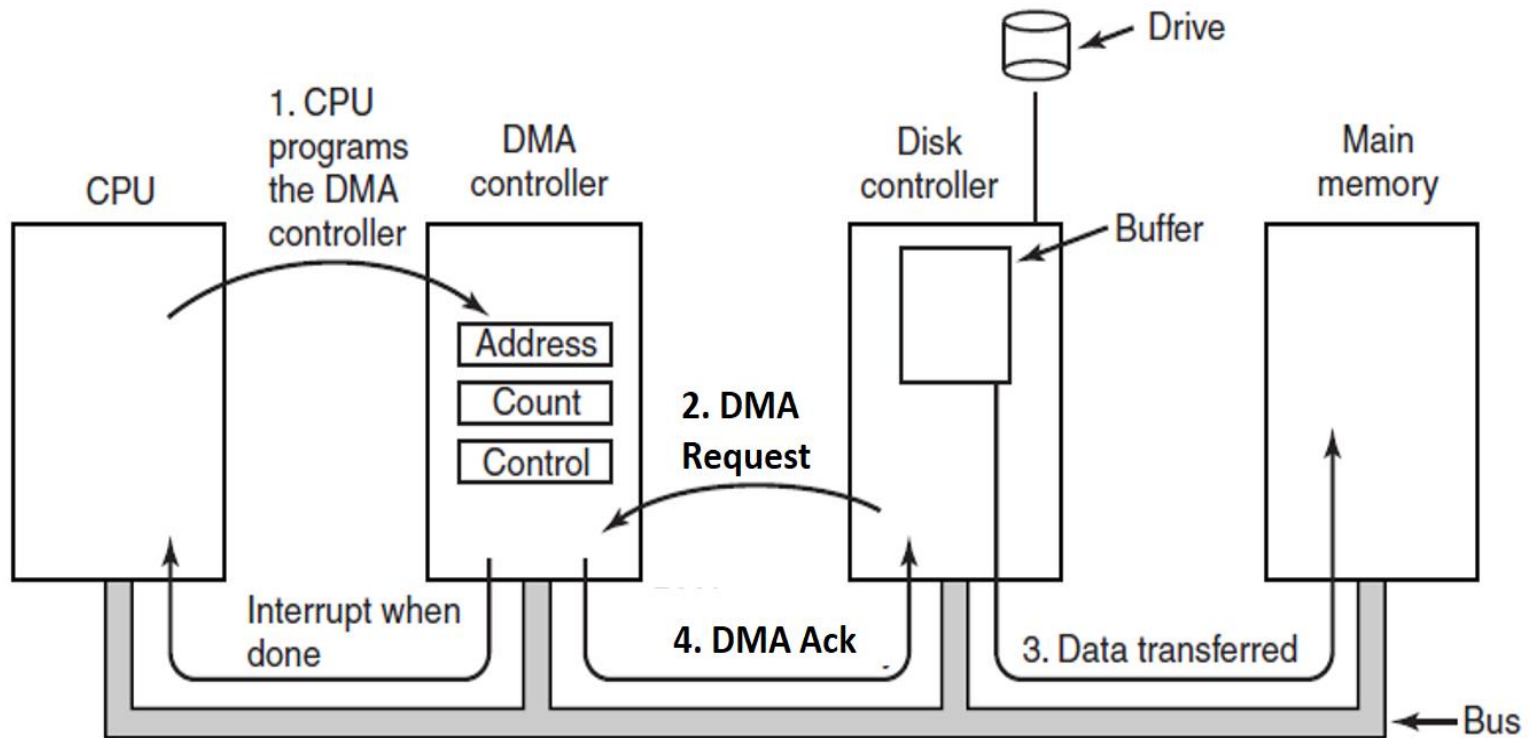 Drive
1. CPU
programs
the DMA
controller
DMA
controller
Disk
controller
Main
memory
CPU
Buffer
Address
Count
Control
2. DMA
Request
Interrupt when
done
4. DMA Ack
3. Data transferred
Bus